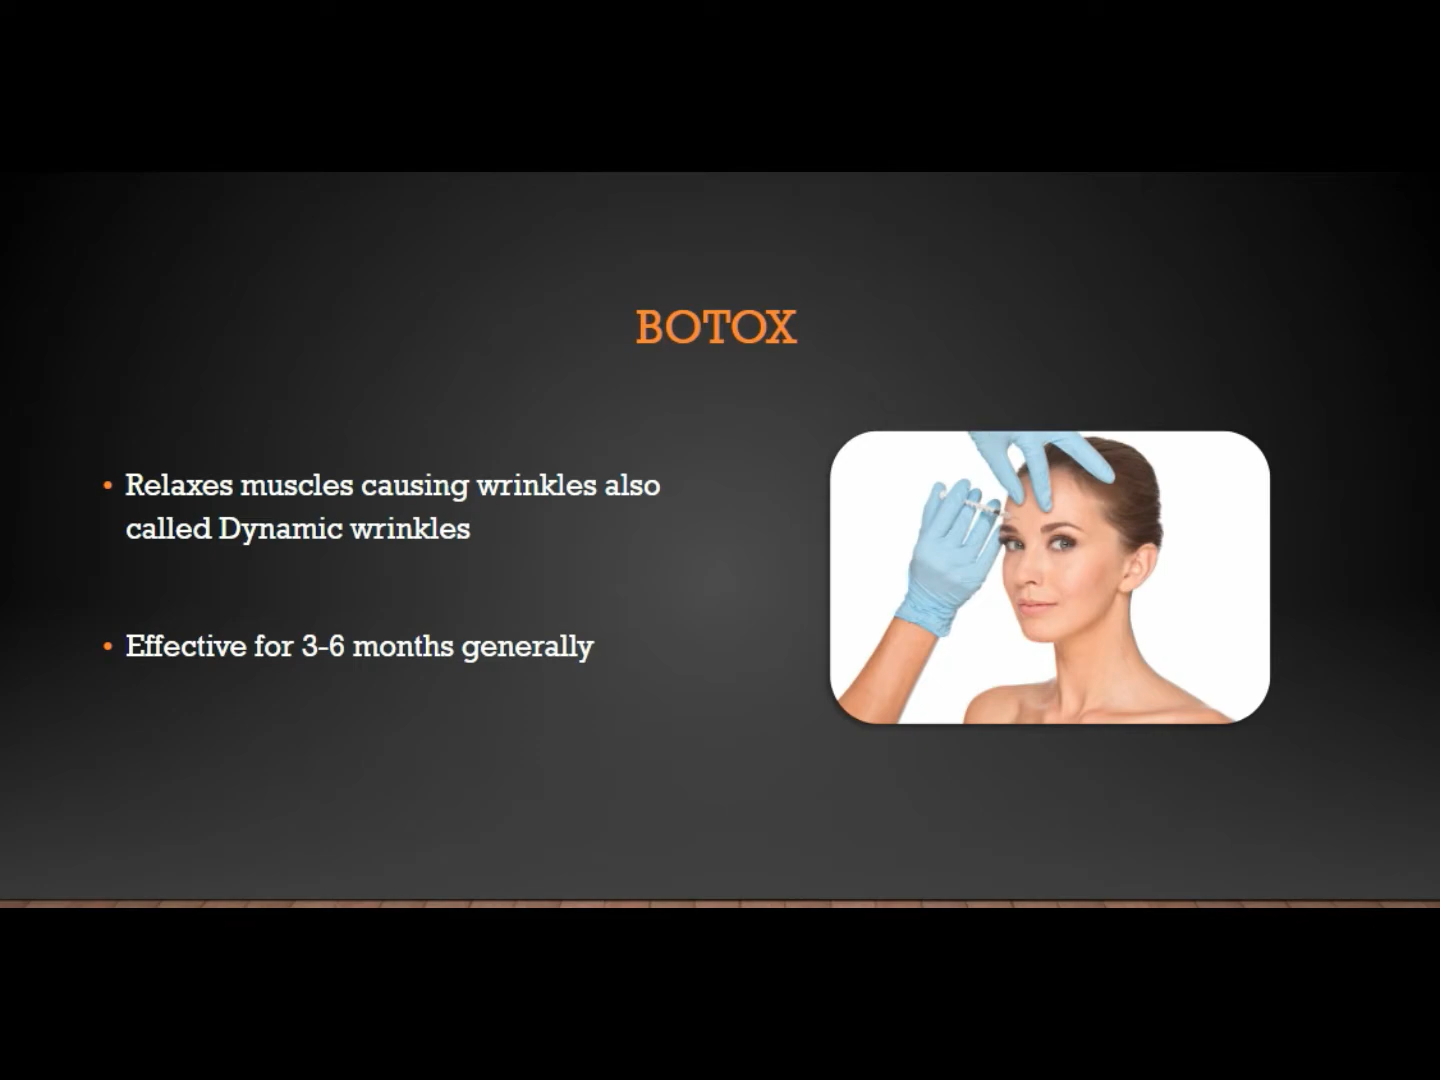 BOTOX
• Relaxes muscles causing wrinkles also
called Dynamic wrinkles
• Effective for 3-6 months generally